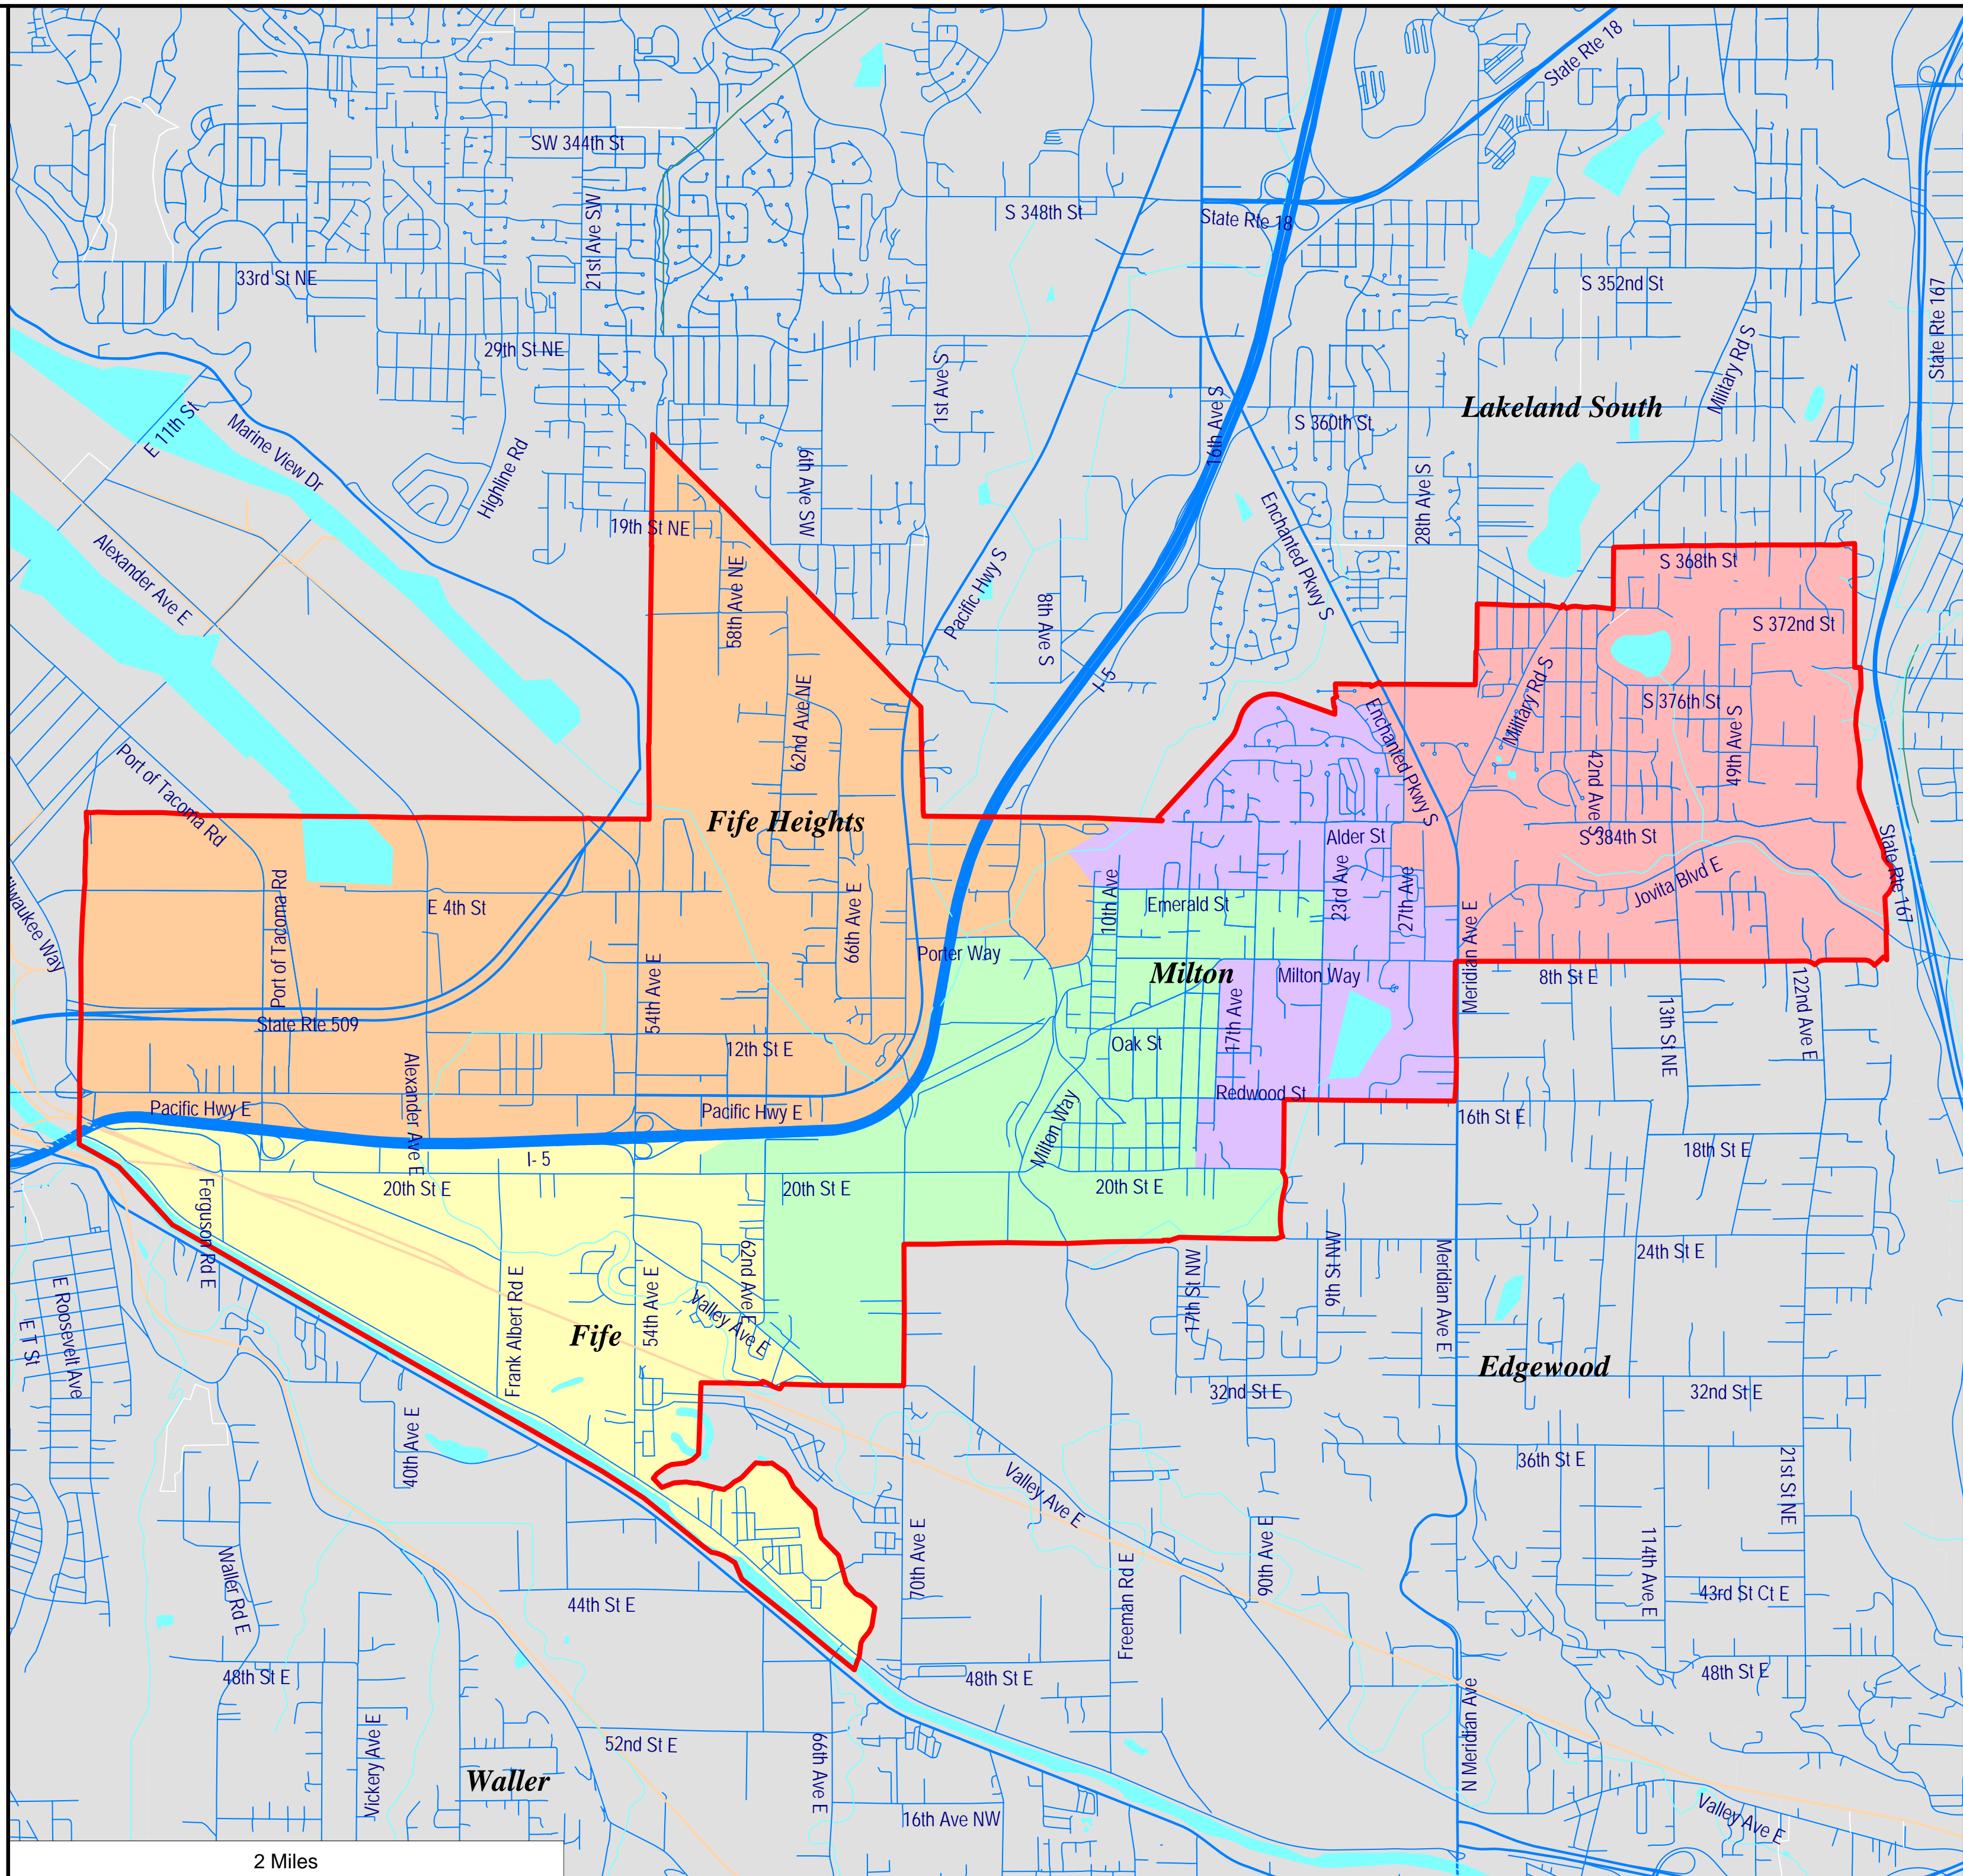 State Rte 18
SW 344th St
21st Ave SW
S 348th St
State Rte 18
33rd St NE
S 352nd St
State Rte 167
29th St NE
Military Rd S
1st Ave S
16th Ave S
Lakeland South
E 11th St
Marine View Dr
S 360th St
Highline Rd
6th Ave SW
28th Ave S
19th St NE
Enchanted Pkwy S
Alexander Ave E
58th Ave NE
Pacific Hwy S
8th Ave S
S 368th St
S 372nd St
I-5
62nd Ave NE
Military Rd S
S 376th St
49th Ave S
Enchanted Pkwy S
42nd Ave S
Port of Tacoma Rd
Fife Heights
Alder St
S 384th St
State Rte 167
Jovita Blvd E
Port of Tacoma Rd
E 4th St
66th Ave E
10th Ave
Emerald St
23rd Ave
27th Ave
Meridian Ave E
Milwaukee Way
Porter Way
Milton
Milton Way
8th St E
54th Ave E
State Rte 509
12th St E
Oak St
17th Ave
13th St NE
122nd Ave E
Alexander Ave E
Pacific Hwy E
Pacific Hwy E
Redwood St
16th St E
Milton Way
18th St E
I- 5
20th St E
20th St E
20th St E
Ferguson Rd E
62nd Ave E
17th St NW
9th St NW
Meridian Ave E
24th St E
E Roosevelt Ave
E T St
Frank Albert Rd E
54th Ave E
Valley Ave E
Fife
Edgewood
32nd St E
32nd St E
40th Ave E
36th St E
21st St NE
Valley Ave E
70th Ave E
90th Ave E
Waller Rd E
Freeman Rd E
114th Ave E
44th St E
43rd St Ct E
48th St E
48th St E
48th St E
Vickery Ave E
52nd St E
66th Ave E
N Meridian Ave
Waller
16th Ave NW
Valley Ave E
2 Miles